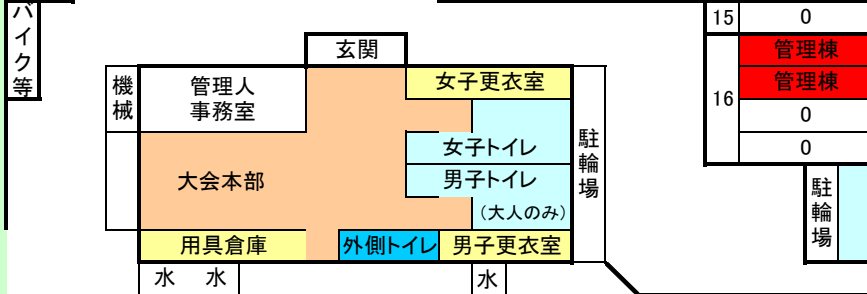 バイク等
15
0
玄関
管理棟
機械
管理人
事務室
女子更衣室
管理棟
16
0
女子トイレ
駐輪場
0
大会本部
男子トイレ
(大人のみ)
駐輪場
用具倉庫
外側トイレ
男子更衣室
水 水
水